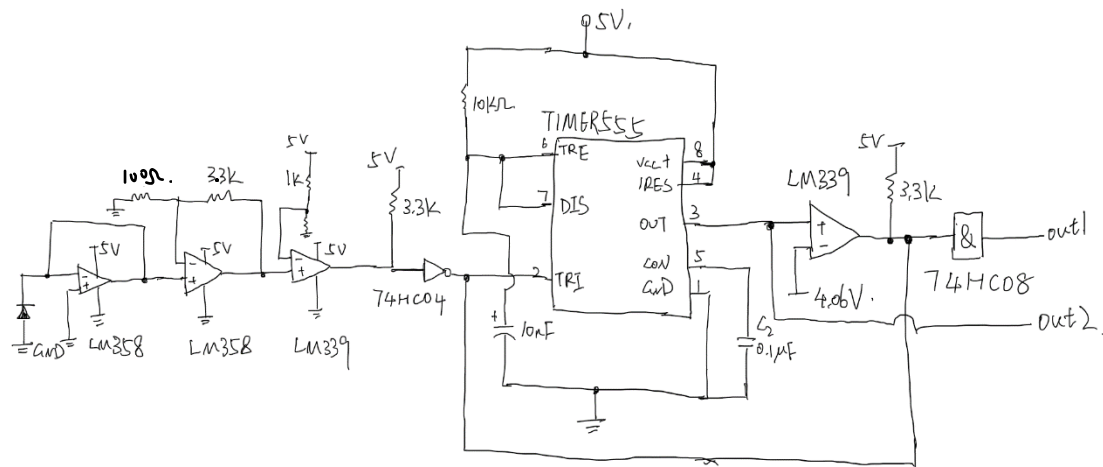 5V.
10KΩ
TIMER555
6
TRE
7
DIS
2
TRI
VCC+
8
1RES
4
OUT
3
CON
5
GND
1
100Ω.
3.3K
5V
1K
5V
3.3K
5V
3.3K
LM339
-
+
5V
-
+
5V
-
+
5V
+
-
&
out1
74HC08
4.06V.
out2
74HC04
GND
LM358
LM358
LM339
+
10nF
C2
0.1μF